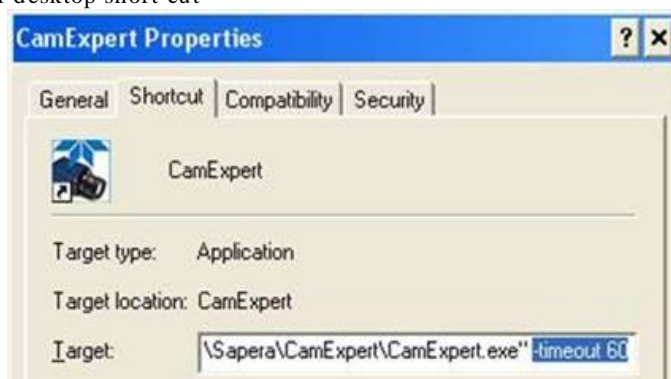 desktop short cut
CamExpert Properties
General Shortcut Compatibility Security
CamExpert
Target type: Application
Target location: CamExpert
Target: \Sapera\CamExpert\CamExpert.exe" -timeout 60